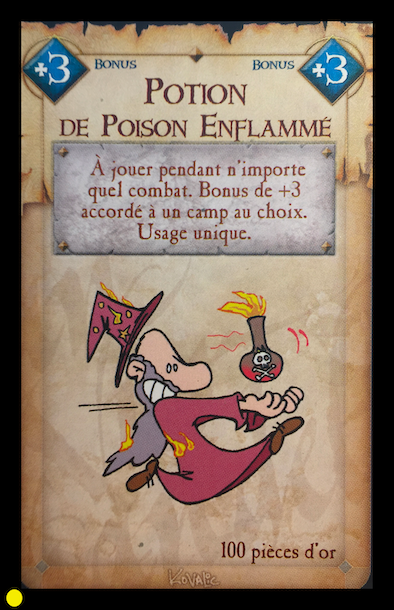 +3 BONUS BONUS +3
POTION
DE POISON ENFLAMMÉ
À jouer pendant n'importe
quel combat. Bonus de +3
accordé à un camp au choix.
Usage unique.
100 pièces d'or
KOVALIC